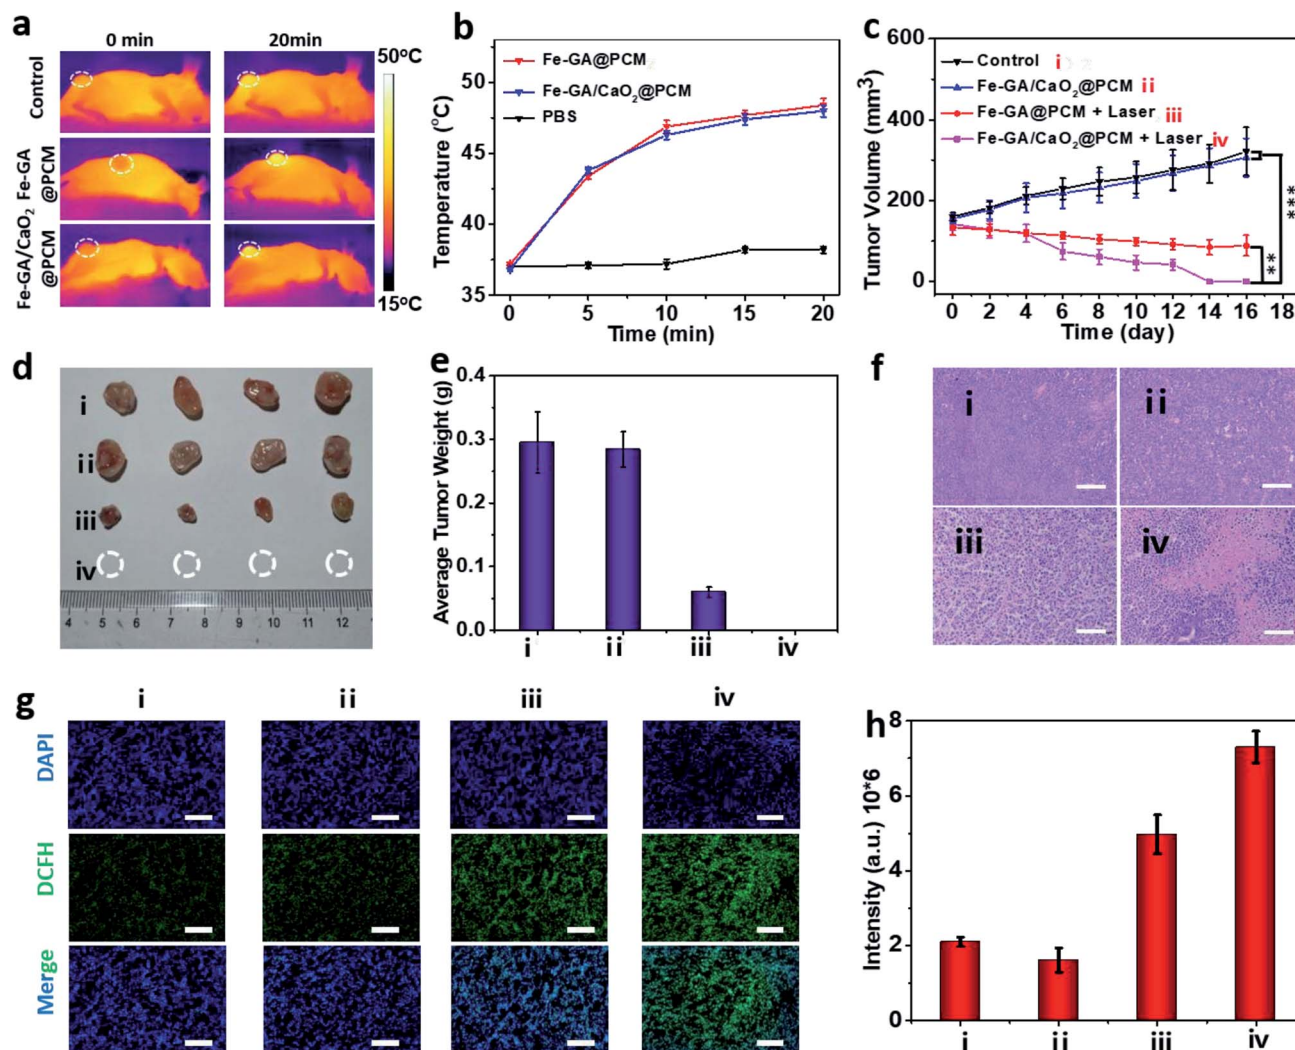 a
0 min
20min
Control
Fe-GA
@PCM
Fe-GA/CaO2
@PCM
50°C
15°C
b
Temperature (°C)
51
48
45
42
39
35
Fe-GA@PCM
Fe-GA/CaO2@PCM
PBS
0
5
10
15
20
Time (min)
c
Tumor Volume (mm3)
600
400
200
0
Control i
Fe-GA/CaO2@PCM ii
Fe-GA@PCM + Laser iii
Fe-GA/CaO2@PCM + Laser iv
***
**
0 2 4 6 8 10 12 14 16 18
Time (day)
d
i
ii
iii
iv
4 5 6 7 8 9 10 11 12
e
Average Tumor Weight (g)
0.4
0.3
0.2
0.1
0.0
i ii iii iv
f
i
ii
iii
iv
g
i ii iii iv
DAPI
DCFH
Merge
h
Intensity (a.u.) 10*6
8
6
4
2
0
i ii iii iv